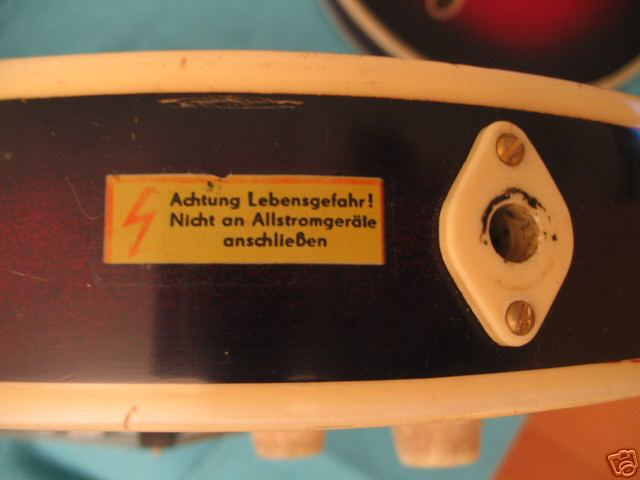 Achtung Lebensgefahr!
Nicht an Allstromgeräte
anschließen